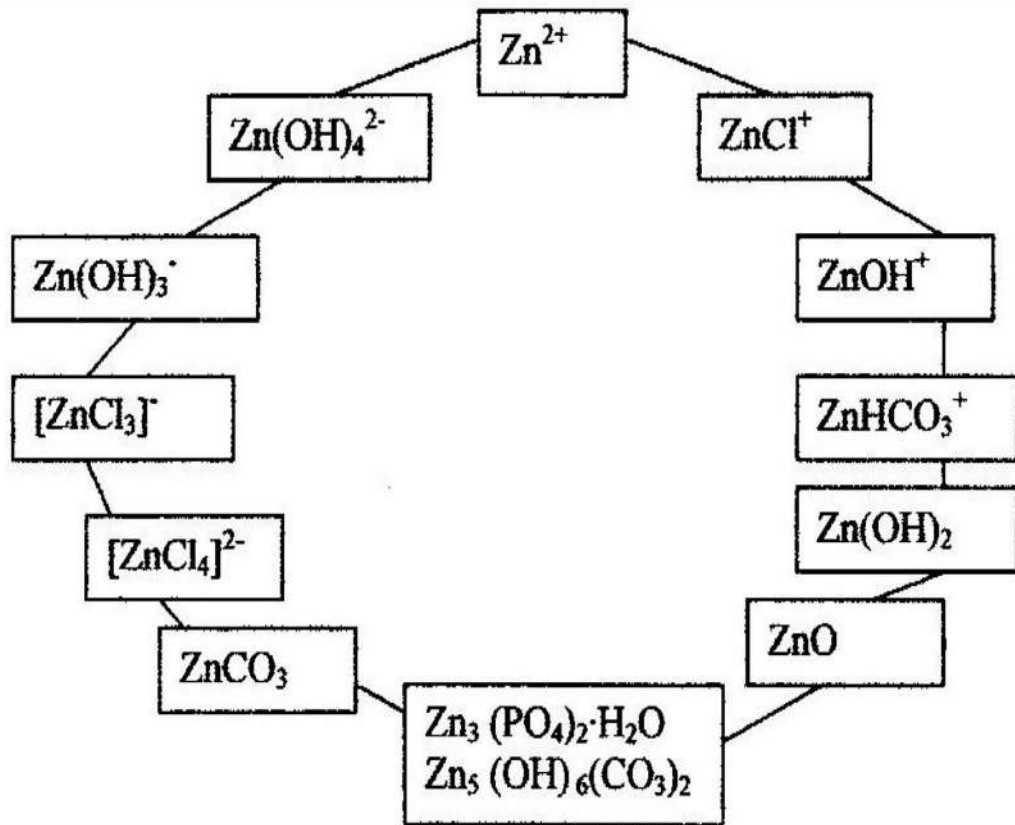 Zn²⁺
Zn(OH)₄²⁻
ZnCl⁺
Zn(OH)₃⁻
ZnOH⁺
[ZnCl₃]⁻
ZnHCO₃⁺
Zn(OH)₂
[ZnCl₄]²⁻
ZnO
ZnCO₃
Zn₃ (PO₄)₂·H₂O
Zn₅ (OH)₆(CO₃)₂